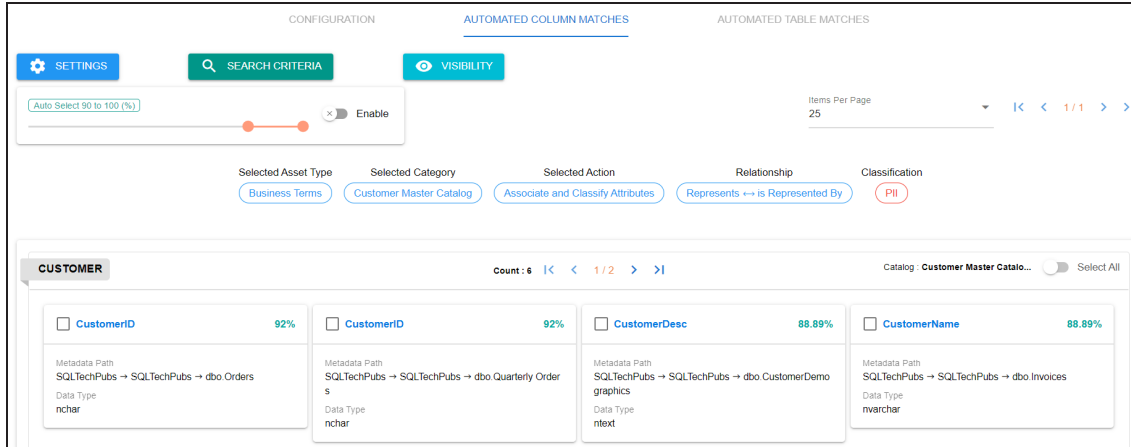 CONFIGURATION
AUTOMATED COLUMN MATCHES
AUTOMATED TABLE MATCHES
SETTINGS
SEARCH CRITERIA
VISIBILITY
Auto Select 90 to 100 (%)
Enable
Items Per Page
25
1 / 1
Selected Asset Type
Business Terms
Selected Category
Customer Master Catalog
Selected Action
Associate and Classify Attributes
Relationship
Represents ↔ is Represented By
Classification
PII
CUSTOMER
Count : 6
1 / 2
Catalog : Customer Master Catalo...
Select All
CustomerID 92%
Metadata Path
SQLTechPubs → SQLTechPubs → dbo.Orders
Data Type
nchar
CustomerID 92%
Metadata Path
SQLTechPubs → SQLTechPubs → dbo.Quarterly Order
s
Data Type
nchar
CustomerDesc 88.89%
Metadata Path
SQLTechPubs → SQLTechPubs → dbo.CustomerDemo
graphics
Data Type
ntext
CustomerName 88.89%
Metadata Path
SQLTechPubs → SQLTechPubs → dbo.Invoices
Data Type
nvarchar